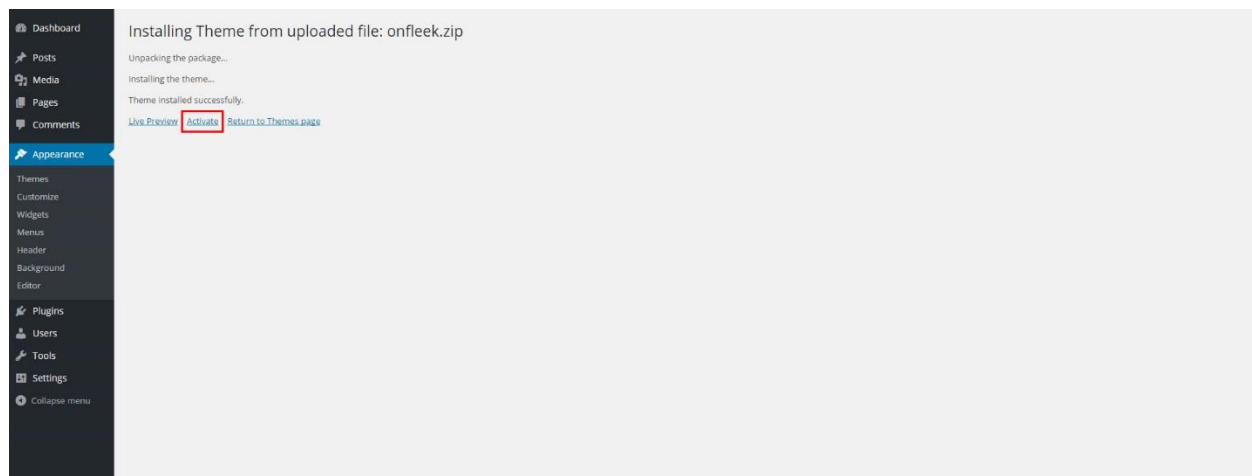 Dashboard
Posts
Media
Pages
Comments
Appearance
Themes
Customize
Widgets
Menus
Header
Background
Editor
Plugins
Users
Tools
Settings
Collapse menu
Installing Theme from uploaded file: onfleek.zip
Unpacking the package...
Installing the theme...
Theme installed successfully.
Live Preview Activate Return to Themes page